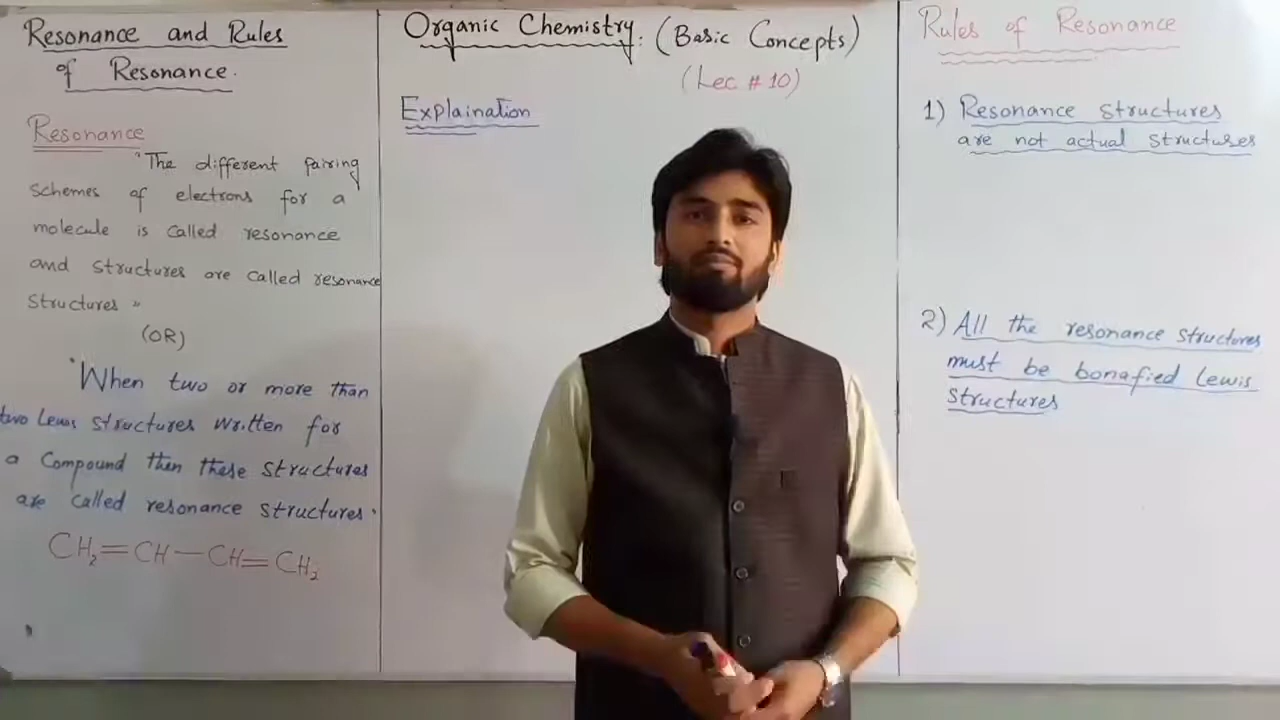 Resonance and Rules
of Resonance.
Resonance
"The different pairing
schemes of electrons for a
molecule is called resonance
and structures are called resonance
structures"
(OR)
"When two or more than
two Lewis structures written for
a Compound then these structures
are called resonance structures.
CH₂=CH—CH=CH₂
Organic Chemistry. (Basic Concepts)
(Lec # 10)
Explaination
Rules of Resonance
1) Resonance structures
are not actual structures
2) All the resonance structures
must be bonafied Lewis
structures